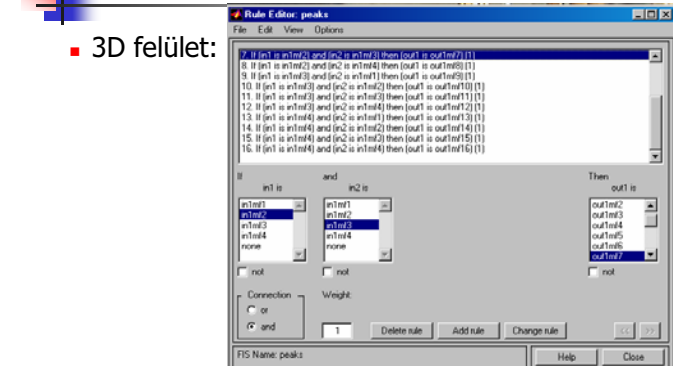 3D felület:
Rule Editor: peaks
File Edit View Options
7. If (in1 is in1mf2) and (in2 is in1mf3) then (out1 is out1mf7) (1)
8. If (in1 is in1mf2) and (in2 is in1mf4) then (out1 is out1mf8) (1)
9. If (in1 is in1mf3) and (in2 is in1mf1) then (out1 is out1mf9) (1)
10. If (in1 is in1mf3) and (in2 is in1mf2) then (out1 is out1mf10) (1)
11. If (in1 is in1mf3) and (in2 is in1mf3) then (out1 is out1mf11) (1)
12. If (in1 is in1mf3) and (in2 is in1mf4) then (out1 is out1mf12) (1)
13. If (in1 is in1mf4) and (in2 is in1mf1) then (out1 is out1mf13) (1)
14. If (in1 is in1mf4) and (in2 is in1mf2) then (out1 is out1mf14) (1)
15. If (in1 is in1mf4) and (in2 is in1mf3) then (out1 is out1mf15) (1)
16. If (in1 is in1mf4) and (in2 is in1mf4) then (out1 is out1mf16) (1)
If and Then
in1 is in2 is out1 is
in1mf1 in1mf1 out1mf2
in1mf2 in1mf2 out1mf3
in1mf3 in1mf3 out1mf4
in1mf4 in1mf4 out1mf5
none none out1mf6
out1mf7
not not not
Connection Weight:
or
and 1 Delete rule Add rule Change rule << >>
FIS Name: peaks Help Close